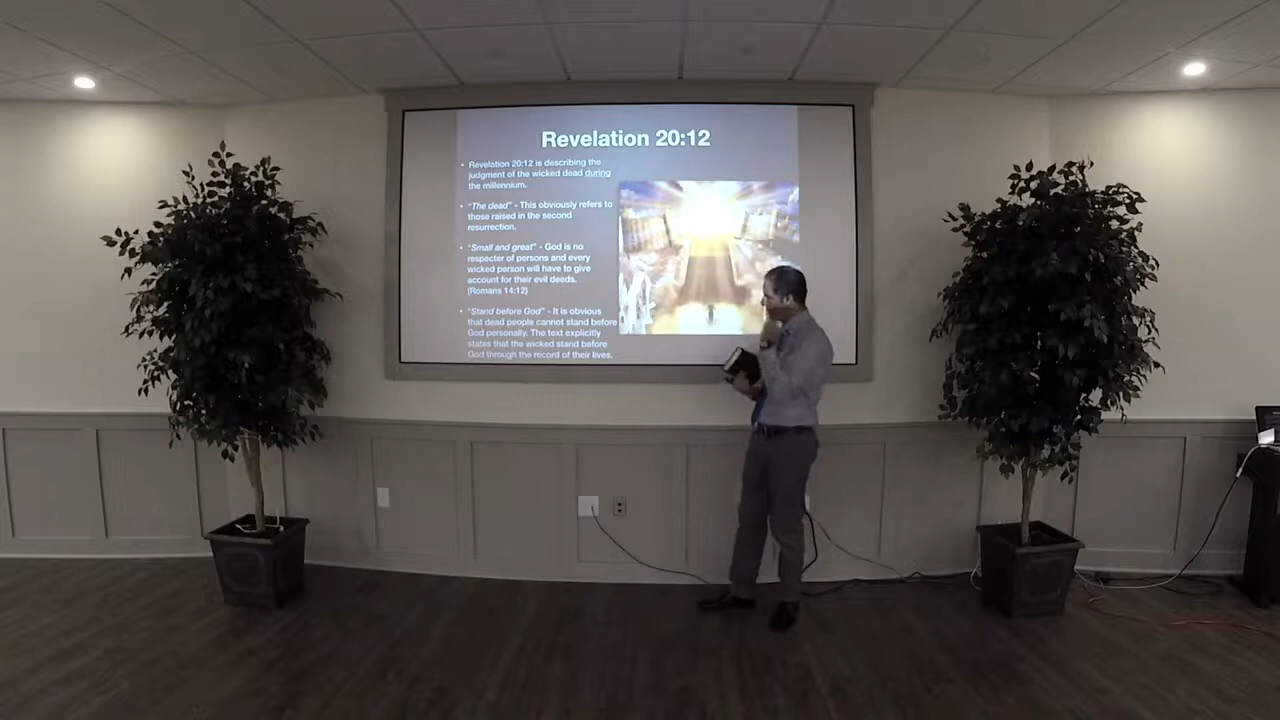 Revelation 20:12
• Revelation 20:12 is describing the
judgment of the wicked dead during
the millennium.
• "The dead" - This obviously refers to
those raised in the second
resurrection.
• "Small and great" - God is no
respecter of persons and every
wicked person will have to give
account for their evil deeds.
(Romans 14:12)
• "Stand before God" - It is obvious
that dead people cannot stand before
God personally. The text explicitly
states that the wicked stand before
God through the record of their lives.